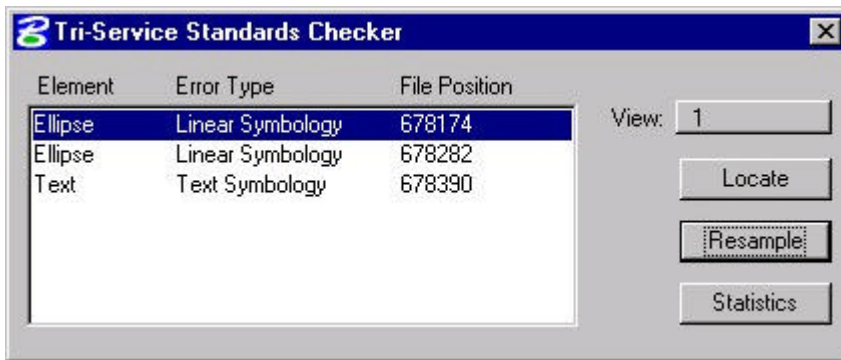 Tri-Service Standards Checker
Element Error Type File Position
Ellipse Linear Symbology 678174
Ellipse Linear Symbology 678282
Text Text Symbology 678390
View: 1
Locate
Resample
Statistics